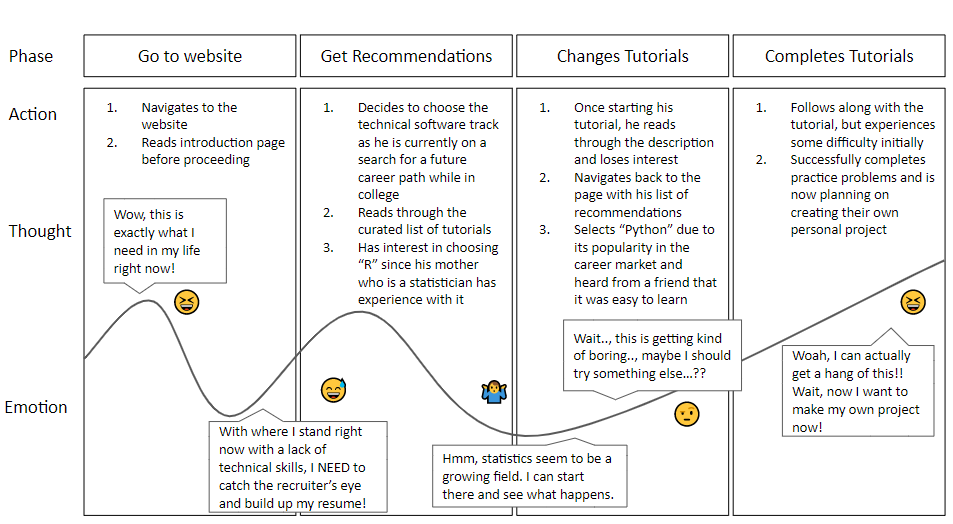 Phase
Go to website
Get Recommendations
Changes Tutorials
Completes Tutorials
Action
1. Navigates to the
website
2. Reads introduction page
before proceeding
1. Decides to choose the
technical software track
as he is currently on a
search for a future
career path while in
college
2. Reads through the
curated list of tutorials
3. Has interest in choosing
“R” since his mother
who is a statistician has
experience with it
1. Once starting his
tutorial, he reads
through the description
and loses interest
2. Navigates back to the
page with his list of
recommendations
3. Selects “Python” due to
its popularity in the
career market and
heard from a friend that
it was easy to learn
1. Follows along with the
tutorial, but experiences
some difficulty initially
2. Successfully completes
practice problems and is
now planning on
creating their own
personal project
Thought
Wow, this is
exactly what I
need in my life
right now!
Emotion
With where I stand right
now with a lack of
technical skills, I NEED to
catch the recruiter’s eye
and build up my resume!
Hmm, statistics seem to be a
growing field. I can start
there and see what happens.
Wait.., this is getting kind
of boring.., maybe I should
try something else...??
Woah, I can actually
get a hang of this!!
Wait, now I want to
make my own project
now!